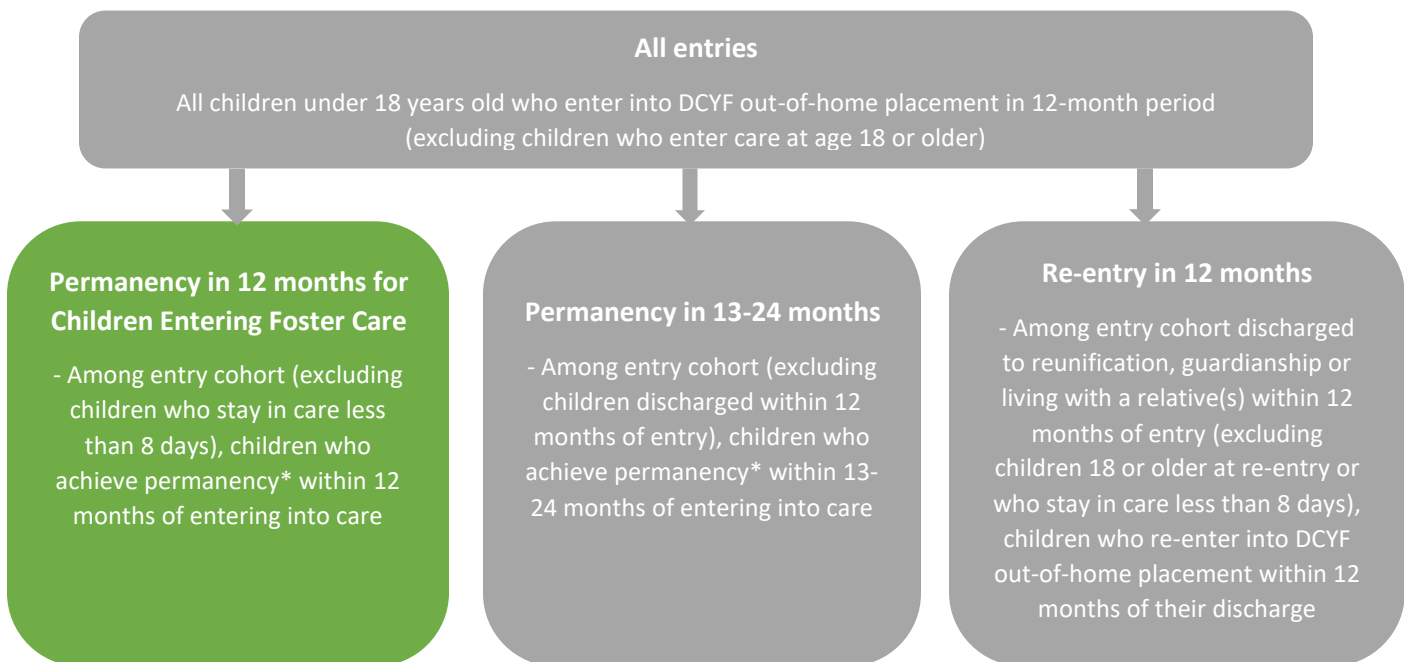 All entries
All children under 18 years old who enter into DCYF out-of-home placement in 12-month period
(excluding children who enter care at age 18 or older)
Permanency in 12 months for
Children Entering Foster Care
- Among entry cohort (excluding
children who stay in care less
than 8 days), children who
achieve permanency* within 12
months of entering into care
Permanency in 13-24 months
- Among entry cohort (excluding
children discharged within 12
months of entry), children who
achieve permanency* within 13-
24 months of entering into care
Re-entry in 12 months
- Among entry cohort discharged
to reunification, guardianship or
living with a relative(s) within 12
months of entry (excluding
children 18 or older at re-entry or
who stay in care less than 8 days),
children who re-enter into DCYF
out-of-home placement within 12
months of their discharge